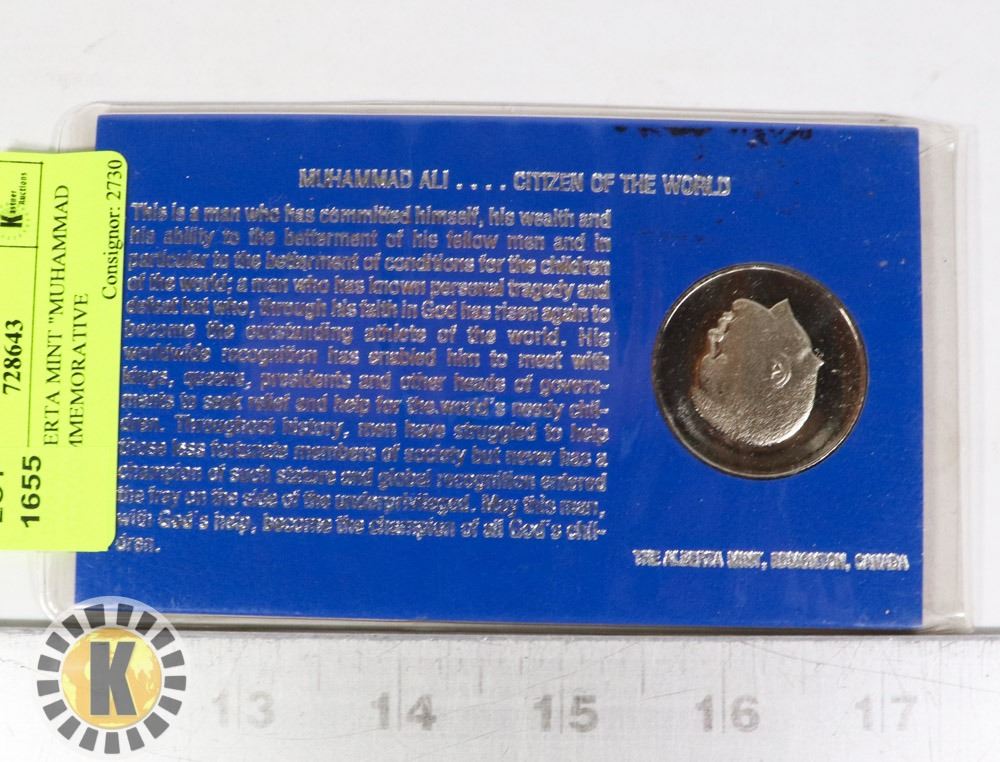 MUHAMMAD ALI . . . . CITIZEN OF THE WORLD
This is a man who has committed himself, his wealth and
his ability to the betterment of his fellow men and in
particular to the betterment of conditions for the children
of the world; a man who has known personal tragedy and
defeat but who, through his faith in God has risen again to
become the outstanding athlete of the world. His
worldwide recognition has enabled him to meet with
kings, queens, presidents and other heads of govern-
ments to seek relief and help for the world's needy chil-
dren. Throughout history, men have struggled to help
those less fortunate members of society but never has a
champion of such stature and global recognition entered
the fray on the side of the underprivileged. May this man,
with God's help, become the champion of all God's chil-
dren.
THE ALBERTA MINT, EDMONTON, CANADA
Kastner
Auctions
1655
728643
ERTA MINT "MUHAMMAD
MMEMORATIVE
Consignor: 2730
K
13 14 15 16 17